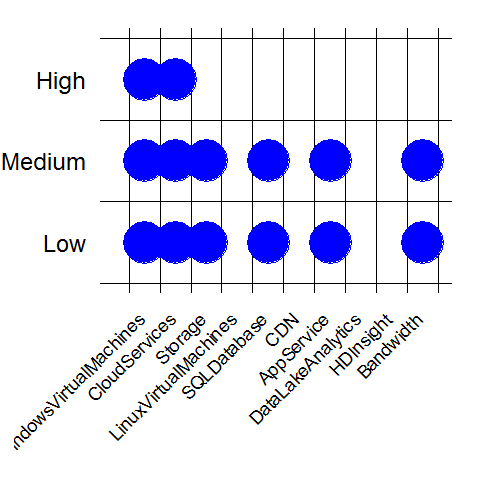 High
Medium
Low
ndowsVirtualMachines
CloudServices
Storage
LinuxVirtualMachines
SQLDatabase
CDN
AppService
DataLakeAnalytics
HDInsight
Bandwidth